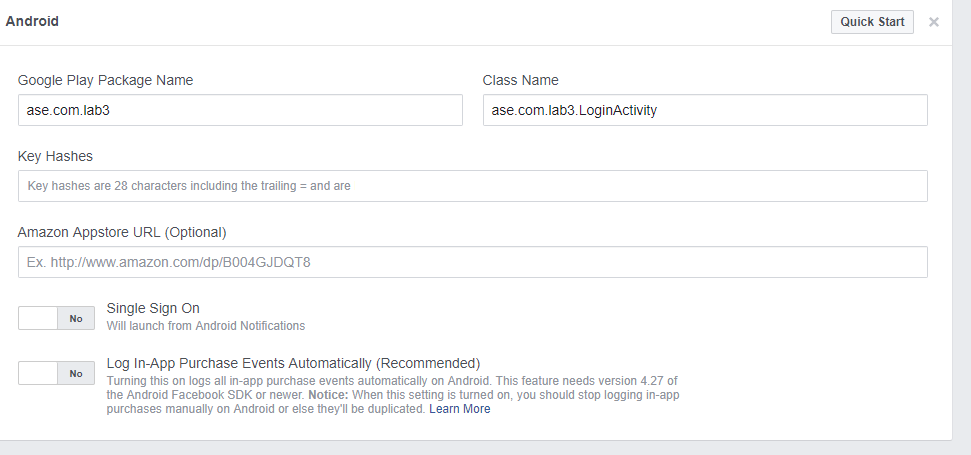 Android
Quick Start
×
Google Play Package Name
Class Name
ase.com.lab3
ase.com.lab3.LoginActivity
Key Hashes
Key hashes are 28 characters including the trailing = and are
Amazon Appstore URL (Optional)
Ex. http://www.amazon.com/dp/B004GJDQT8
No
Single Sign On
Will launch from Android Notifications
No
Log In-App Purchase Events Automatically (Recommended)
Turning this on logs all in-app purchase events automatically on Android. This feature needs version 4.27 of
the Android Facebook SDK or newer. Notice: When this setting is turned on, you should stop logging in-app
purchases manually on Android or else they'll be duplicated. Learn More